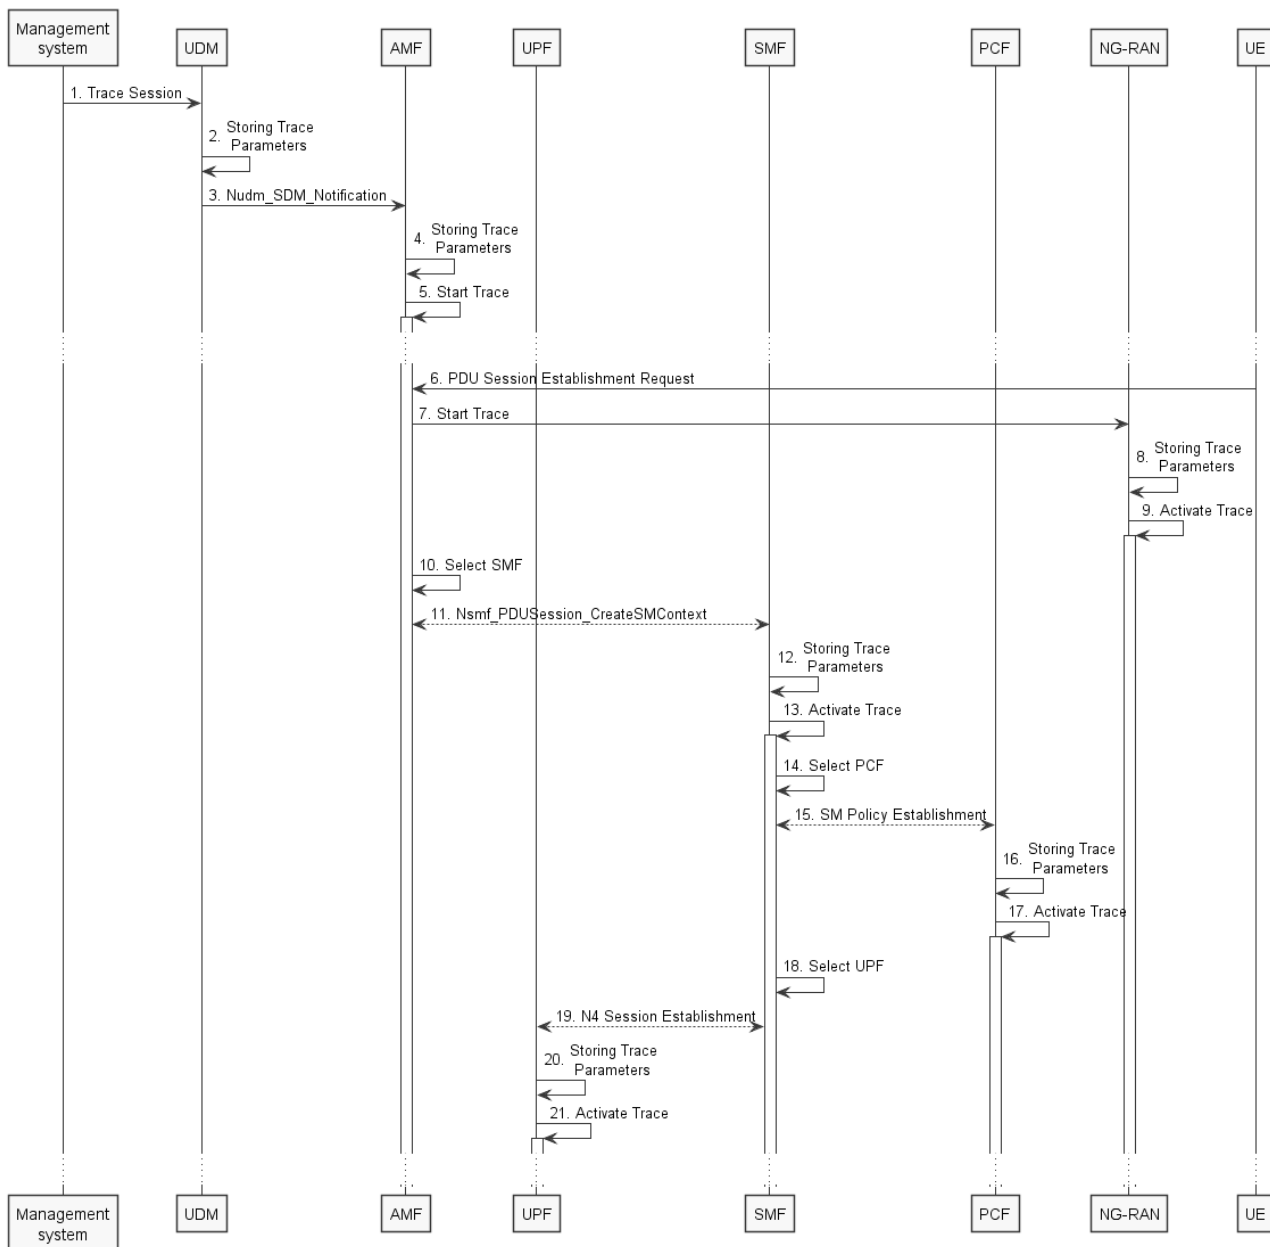 Management
system
UDM
AMF
UPF
SMF
PCF
NG-RAN
UE
1. Trace Session
2. Storing Trace
Parameters
3. Nudm_SDM_Notification
4. Storing Trace
Parameters
5. Start Trace
6. PDU Session Establishment Request
7. Start Trace
8. Storing Trace
Parameters
9. Activate Trace
10. Select SMF
11. Nsmf_PDUSession_CreateSMContext
12. Storing Trace
Parameters
13. Activate Trace
14. Select PCF
15. SM Policy Establishment
16. Storing Trace
Parameters
17. Activate Trace
18. Select UPF
19. N4 Session Establishment
20. Storing Trace
Parameters
21. Activate Trace
Management
system
UDM
AMF
UPF
SMF
PCF
NG-RAN
UE